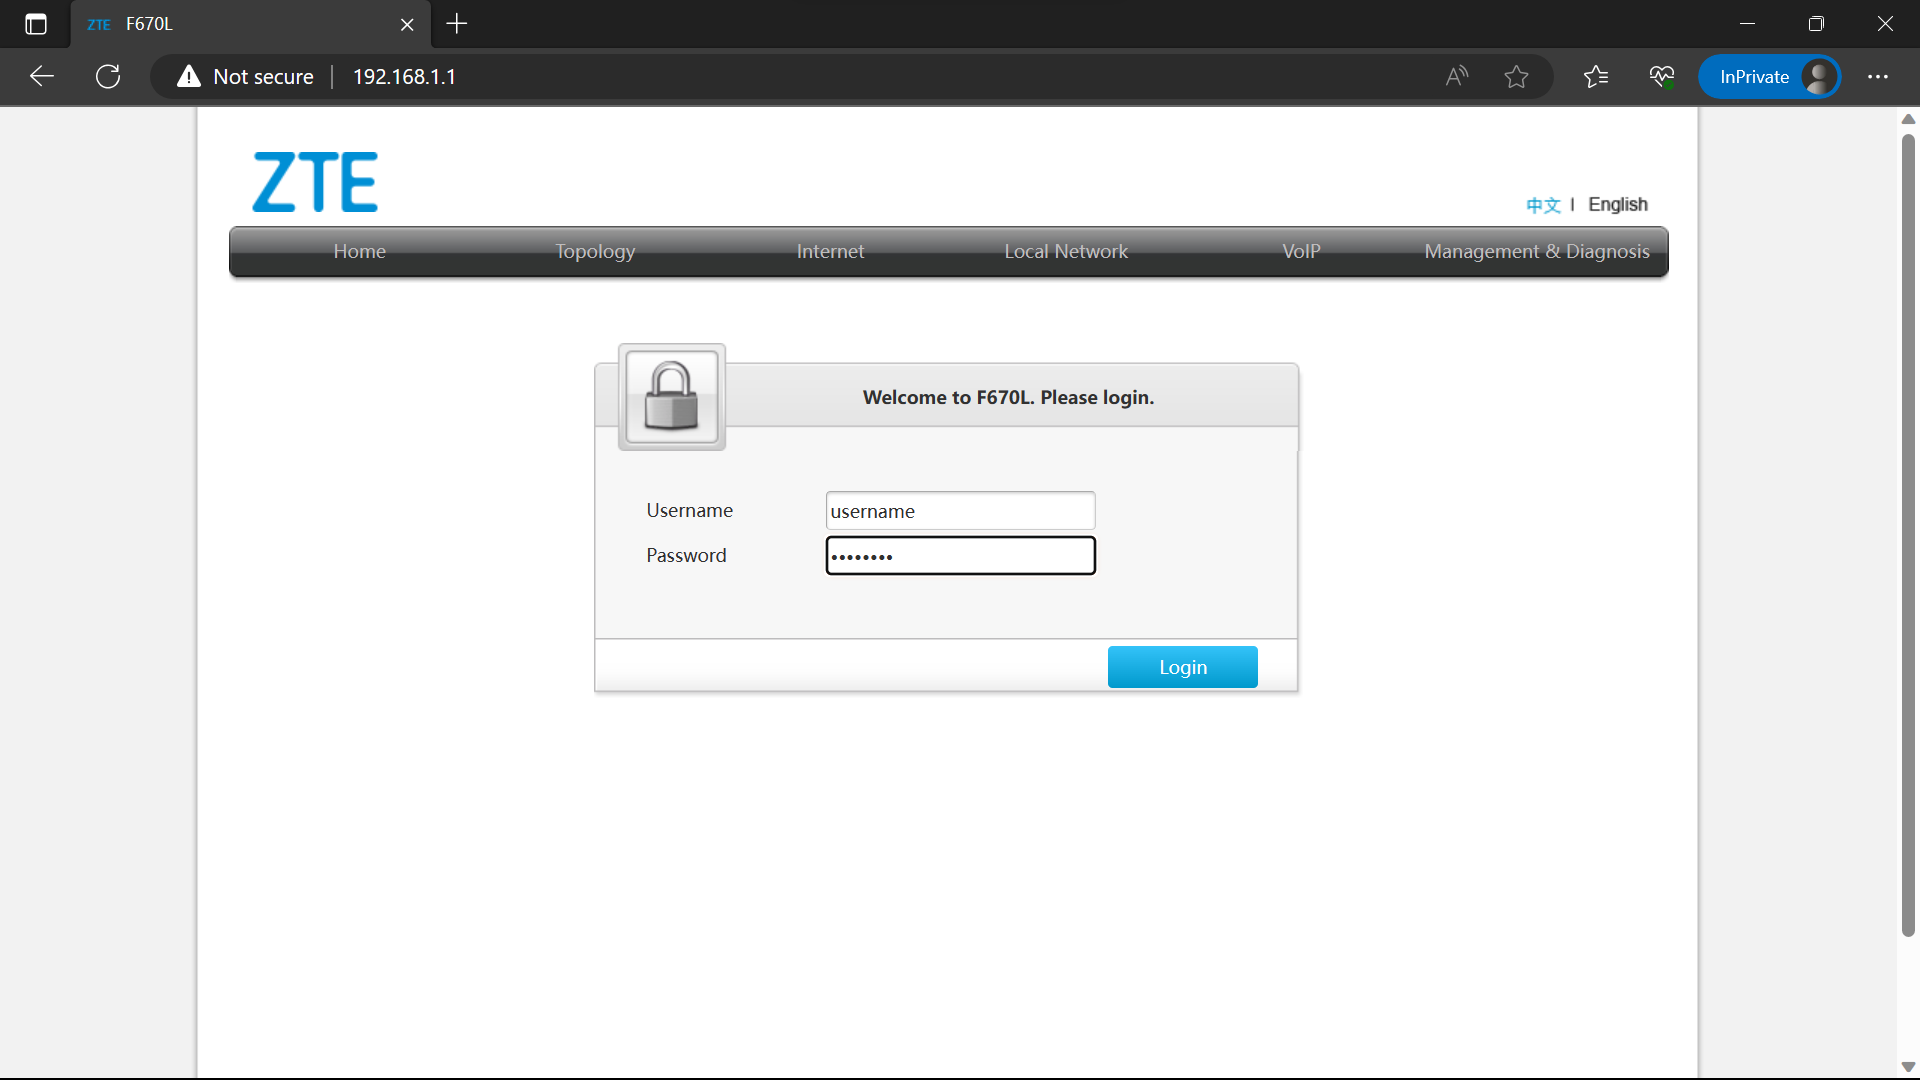 ZTE F670L
Not secure 192.168.1.1
InPrivate
ZTE
中文 | English
Home Topology Internet Local Network VoIP Management & Diagnosis
Welcome to F670L. Please login.
Username username
Password ••••••••
Login